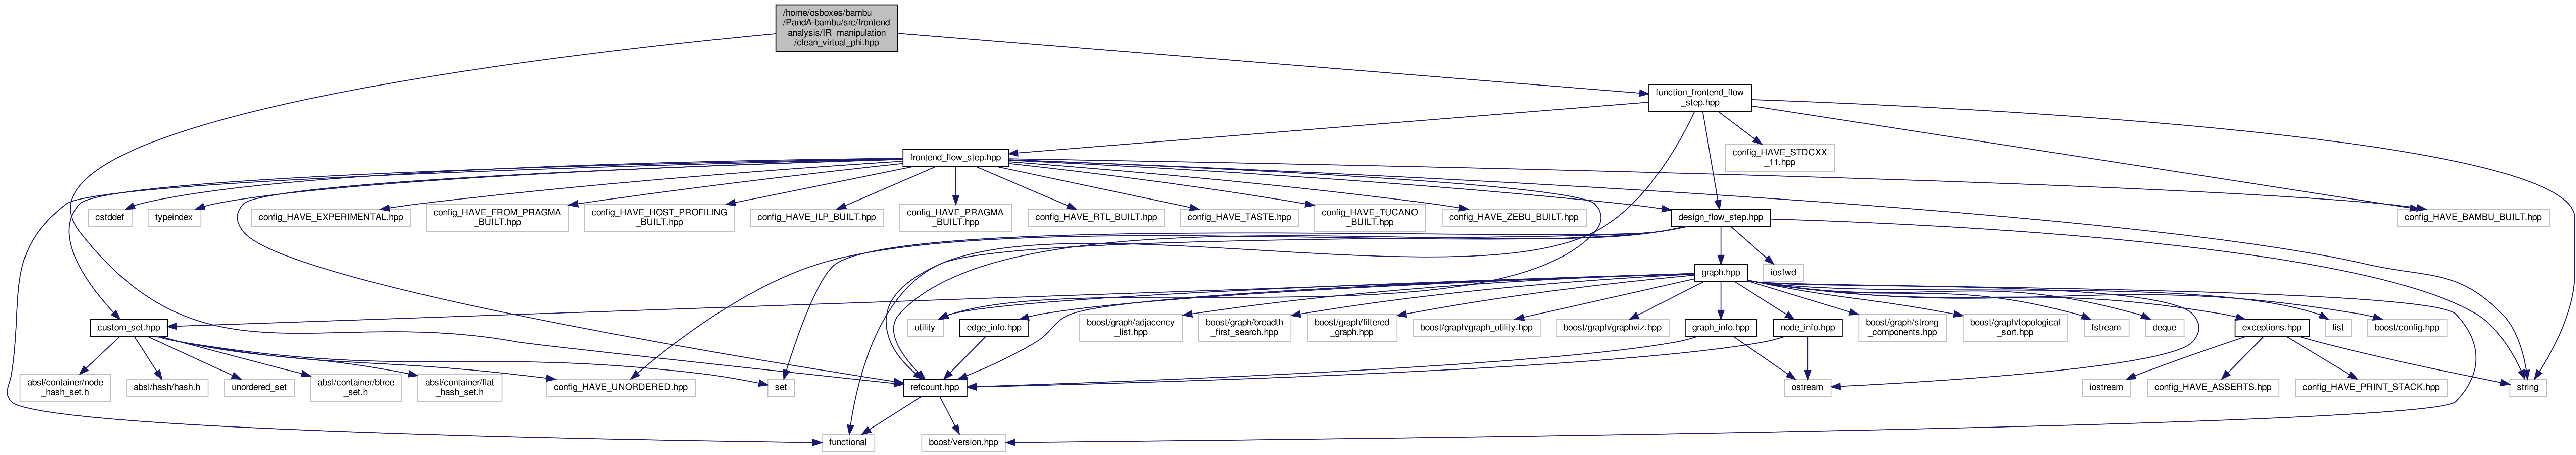 /home/osboxes/bambu
/PandA-bambu/src/frontend
_analysis/IR_manipulation
/clean_virtual_phi.hpp
function_frontend_flow
_step.hpp
frontend_flow_step.hpp
config_HAVE_STDCXX
_11.hpp
cstddef
typeindex
config_HAVE_EXPERIMENTAL.hpp
config_HAVE_FROM_PRAGMA
_BUILT.hpp
config_HAVE_HOST_PROFILING
_BUILT.hpp
config_HAVE_ILP_BUILT.hpp
config_HAVE_PRAGMA
_BUILT.hpp
config_HAVE_RTL_BUILT.hpp
config_HAVE_TASTE.hpp
config_HAVE_TUCANO
_BUILT.hpp
config_HAVE_ZEBU_BUILT.hpp
design_flow_step.hpp
config_HAVE_BAMBU_BUILT.hpp
graph.hpp
iosfwd
custom_set.hpp
utility
edge_info.hpp
boost/graph/adjacency
_list.hpp
boost/graph/breadth
_first_search.hpp
boost/graph/filtered
_graph.hpp
boost/graph/graph_utility.hpp
boost/graph/graphviz.hpp
graph_info.hpp
node_info.hpp
boost/graph/strong
_components.hpp
boost/graph/topological
_sort.hpp
fstream
deque
exceptions.hpp
list
boost/config.hpp
absl/container/node
_hash_set.h
absl/hash/hash.h
unordered_set
absl/container/btree
_set.h
absl/container/flat
_hash_set.h
config_HAVE_UNORDERED.hpp
set
refcount.hpp
ostream
iostream
config_HAVE_ASSERTS.hpp
config_HAVE_PRINT_STACK.hpp
string
functional
boost/version.hpp